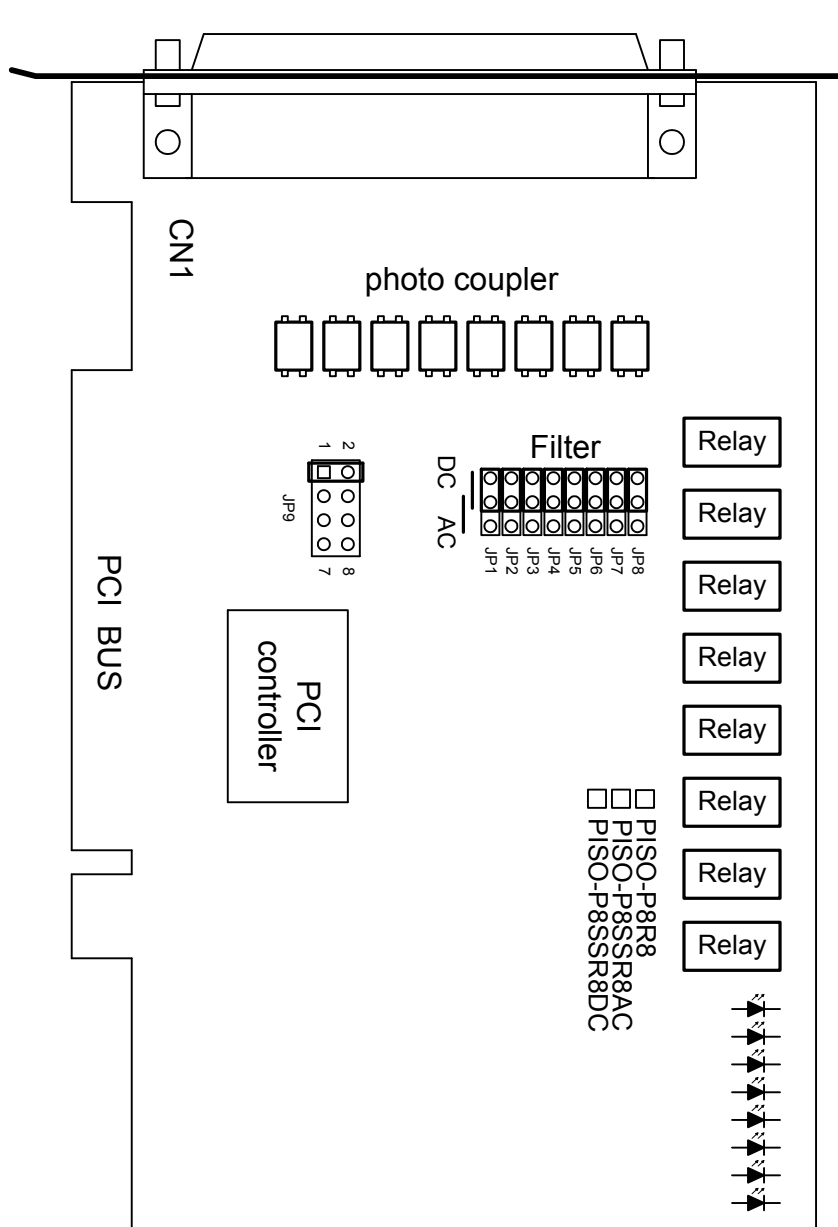 CN1
photo coupler
1 2
JP9
7 8
Filter
DC
AC
JP1 JP2 JP3 JP4 JP5 JP6 JP7 JP8
Relay
Relay
Relay
Relay
Relay
Relay
Relay
Relay
PCI BUS
PCI
controller
PISO-P8R8
PISO-P8SSR8AC
PISO-P8SSR8DC